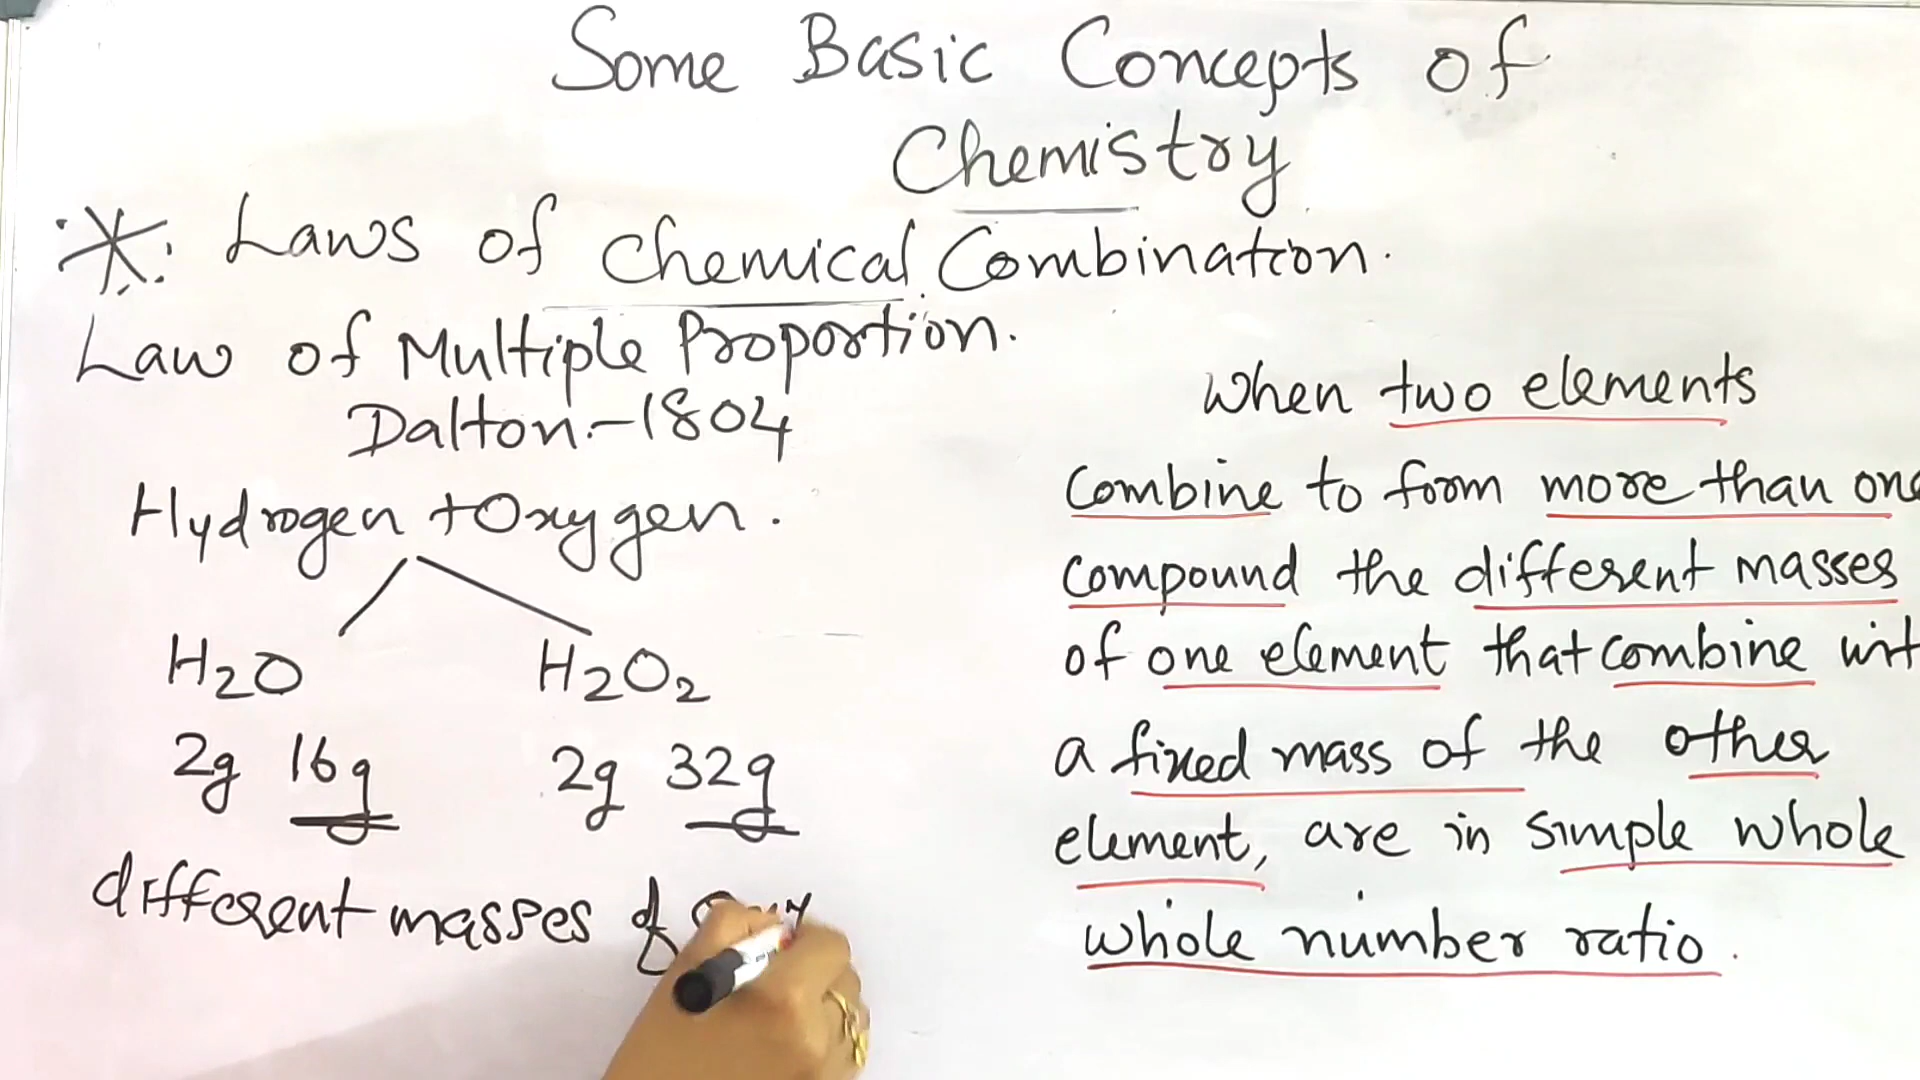 Some Basic Concepts of
Chemistry
Laws of Chemical Combination.
Law of Multiple Proportion.
Dalton:-1804
Hydrogen + Oxygen.
H2O H2O2
2g 16g 2g 32g
different masses of
When two elements
combine to form more than one
compound the different masses
of one element that combine wit
a fixed mass of the other
element, are in simple whole
whole number ratio.